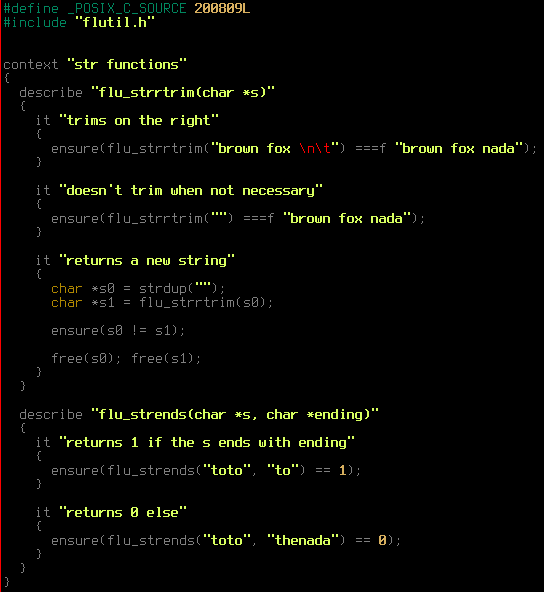 #define _POSIX_C_SOURCE 200809L
#include "flutil.h"
context "str functions"
{
describe "flu_strrtrim(char *s)"
{
it "trims on the right"
{
ensure(flu_strrtrim("brown fox \n\t") ===f "brown fox nada");
}
it "doesn't trim when not necessary"
{
ensure(flu_strrtrim("") ===f "brown fox nada");
}
it "returns a new string"
{
char *s0 = strdup("");
char *s1 = flu_strrtrim(s0);
ensure(s0 != s1);
free(s0); free(s1);
}
}
describe "flu_strends(char *s, char *ending)"
{
it "returns 1 if the s ends with ending"
{
ensure(flu_strends("toto", "to") == 1);
}
it "returns 0 else"
{
ensure(flu_strends("toto", "thenada") == 0);
}
}
}